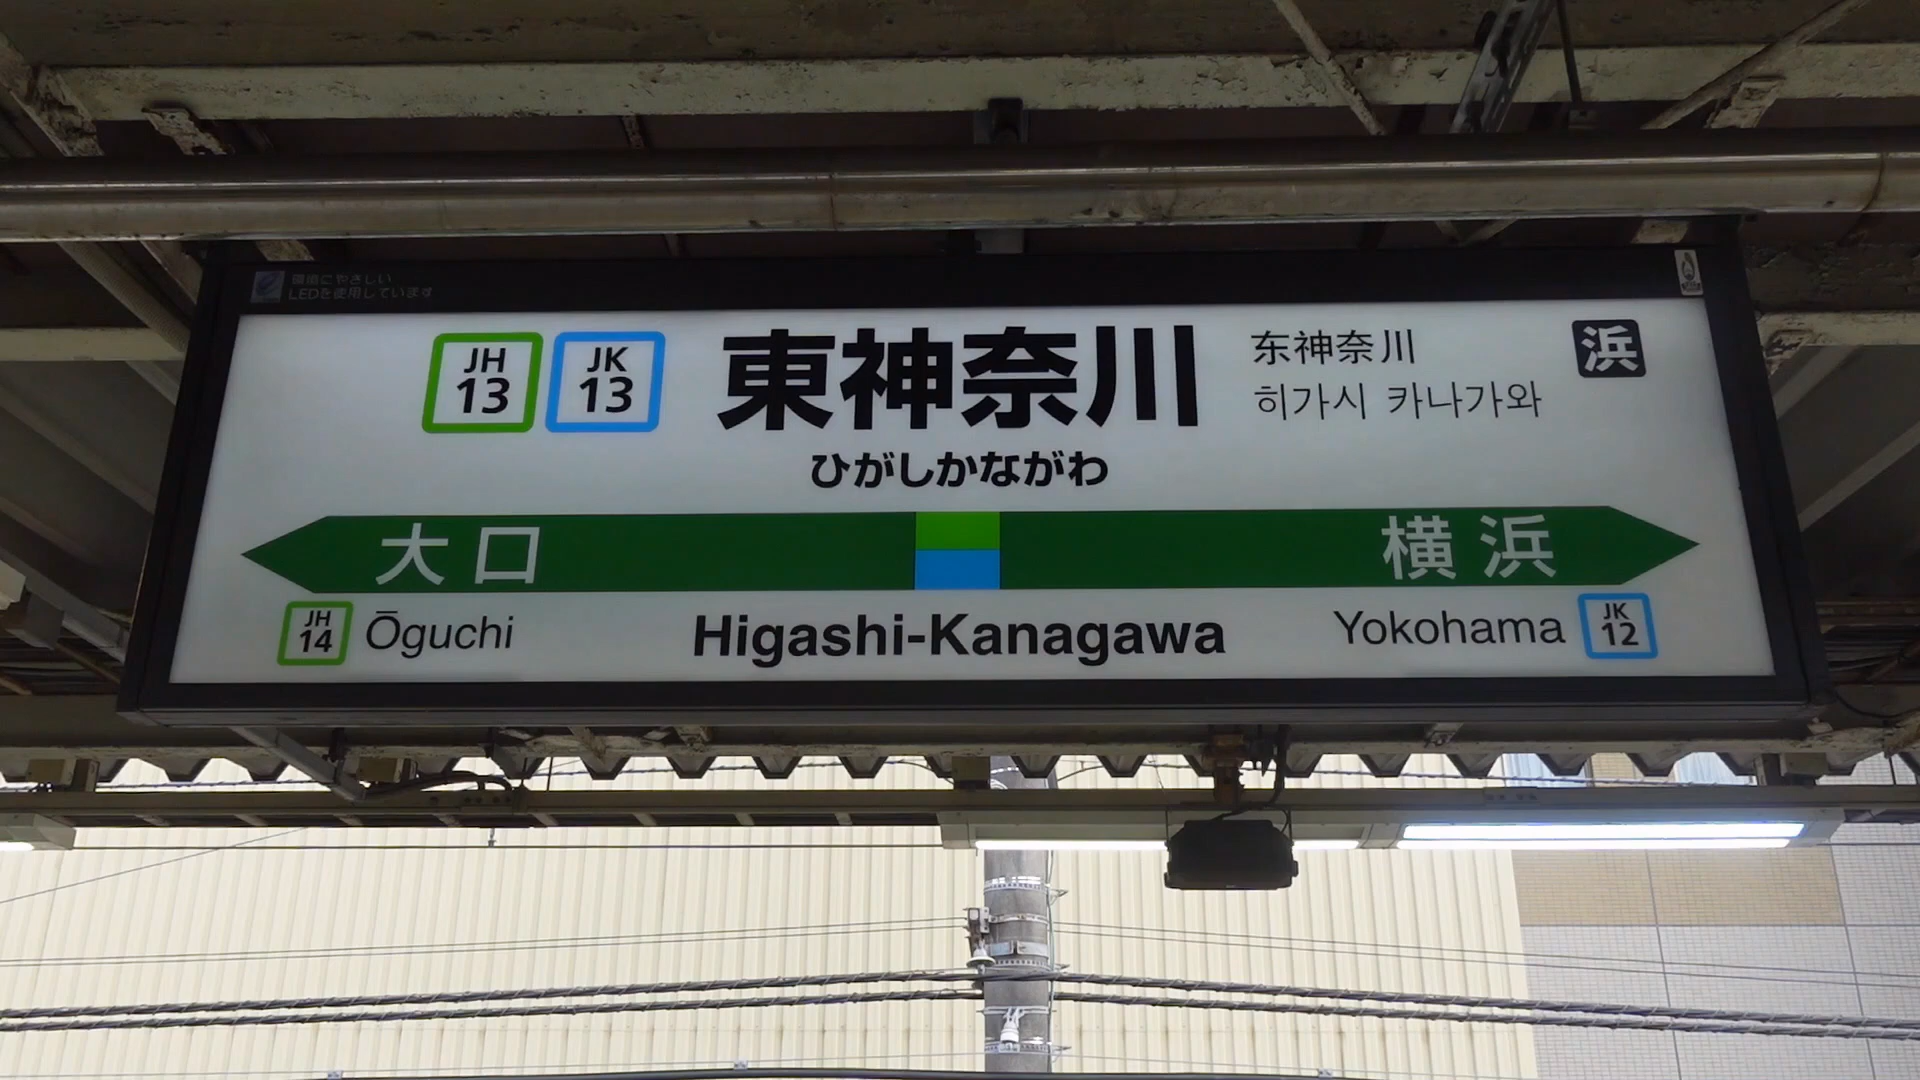 環境にやさしい
LEDを使用しています
JH 13
JK 13
東神奈川
东神奈川
히가시 카나가와
浜
ひがしかながわ
大口
横浜
JH 14
Ōguchi
Higashi-Kanagawa
Yokohama
JK 12